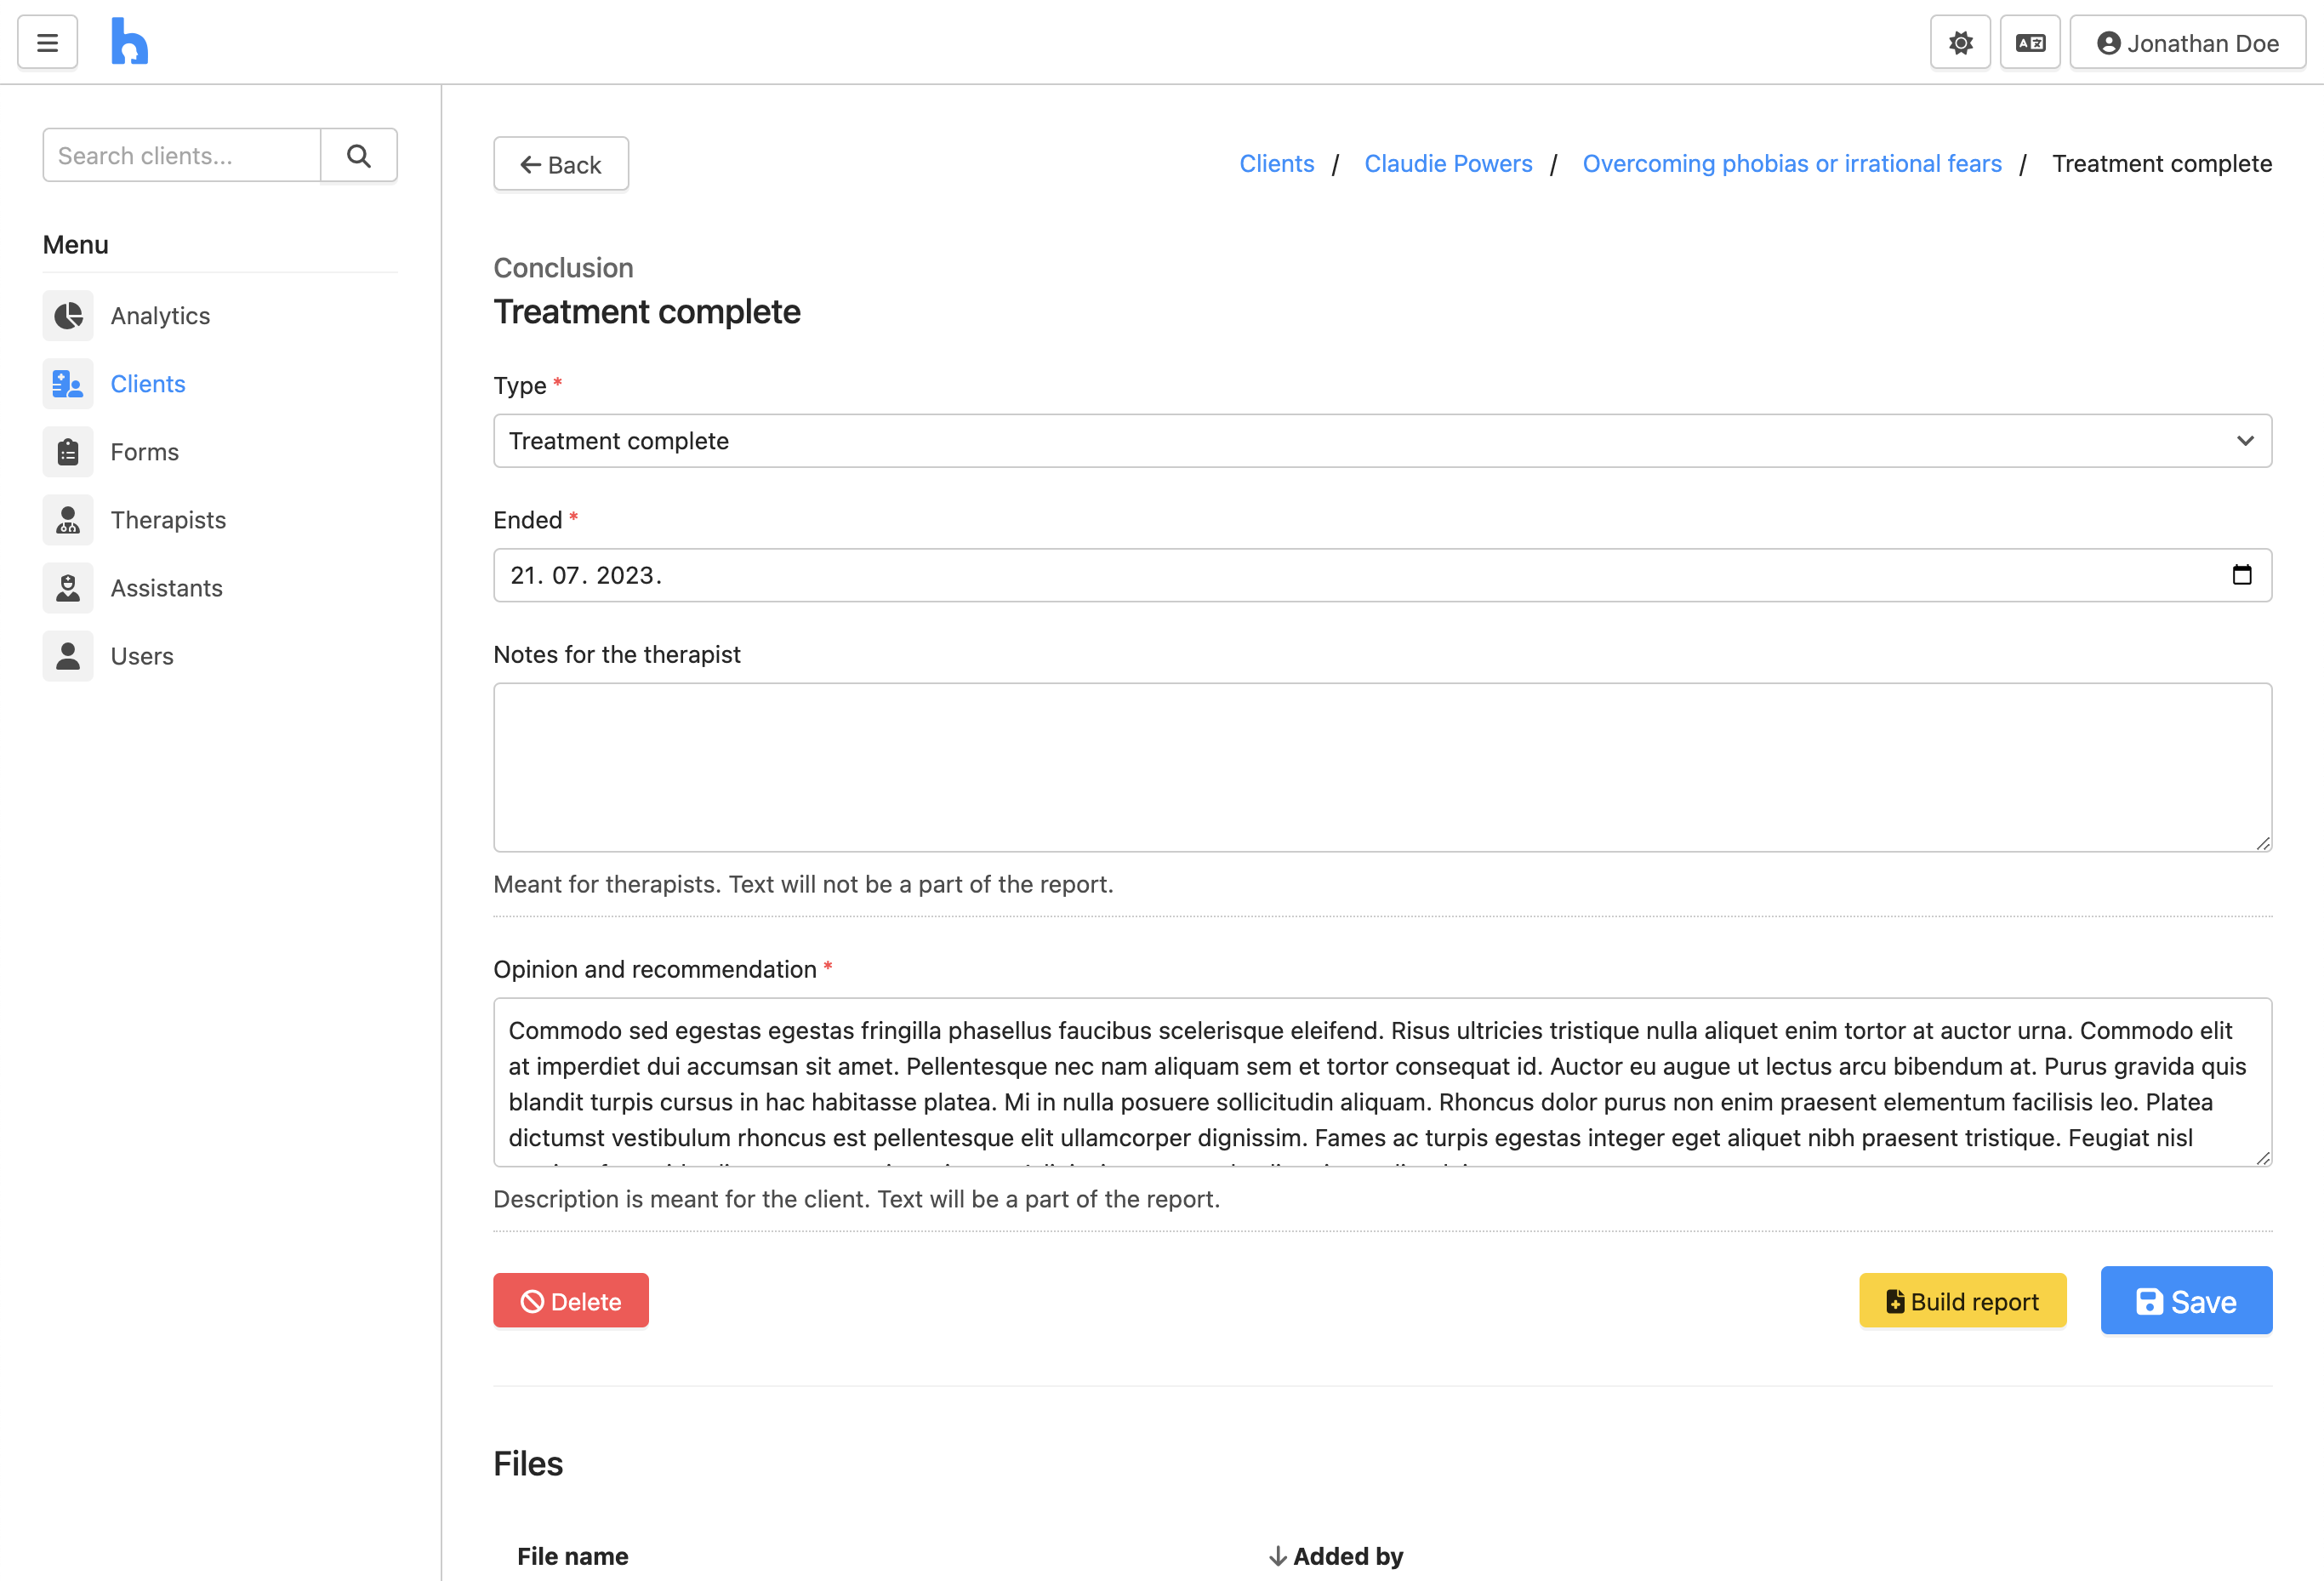 Jonathan Doe
Search clients...
Menu
Analytics
Clients
Forms
Therapists
Assistants
Users
Back
Clients / Claudie Powers / Overcoming phobias or irrational fears / Treatment complete
Conclusion
Treatment complete
Type *
Treatment complete
Ended *
21. 07. 2023.
Notes for the therapist
Meant for therapists. Text will not be a part of the report.
Opinion and recommendation *
Commodo sed egestas egestas fringilla phasellus faucibus scelerisque eleifend. Risus ultricies tristique nulla aliquet enim tortor at auctor urna. Commodo elit
at imperdiet dui accumsan sit amet. Pellentesque nec nam aliquam sem et tortor consequat id. Auctor eu augue ut lectus arcu bibendum at. Purus gravida quis
blandit turpis cursus in hac habitasse platea. Mi in nulla posuere sollicitudin aliquam. Rhoncus dolor purus non enim praesent elementum facilisis leo. Platea
dictumst vestibulum rhoncus est pellentesque elit ullamcorper dignissim. Fames ac turpis egestas integer eget aliquet nibh praesent tristique. Feugiat nisl
Description is meant for the client. Text will be a part of the report.
Delete
Build report
Save
Files
File name
Added by